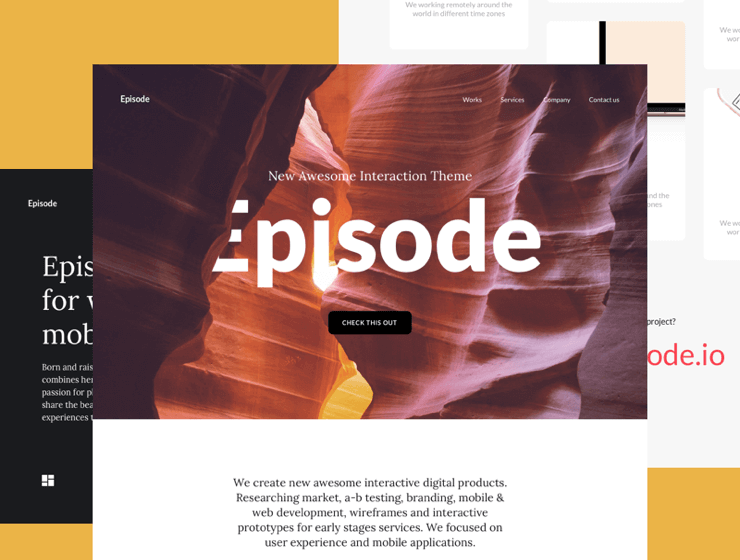 We working remotely around the
world in different time zones
Episode
Works Services Company Contact us
New Awesome Interaction Theme
Episode
CHECK THIS OUT
Episode
Epis
for
mob
Born and rais
combines her
passion for
share the bea
experiences
We create new awesome interactive digital products.
Researching market, a-b testing, branding, mobile &
web development, wireframes and interactive
prototypes for early stages services. We focused on
user experience and mobile applications.
We
wor
nd the
ones
We
wor
project?
ode.io